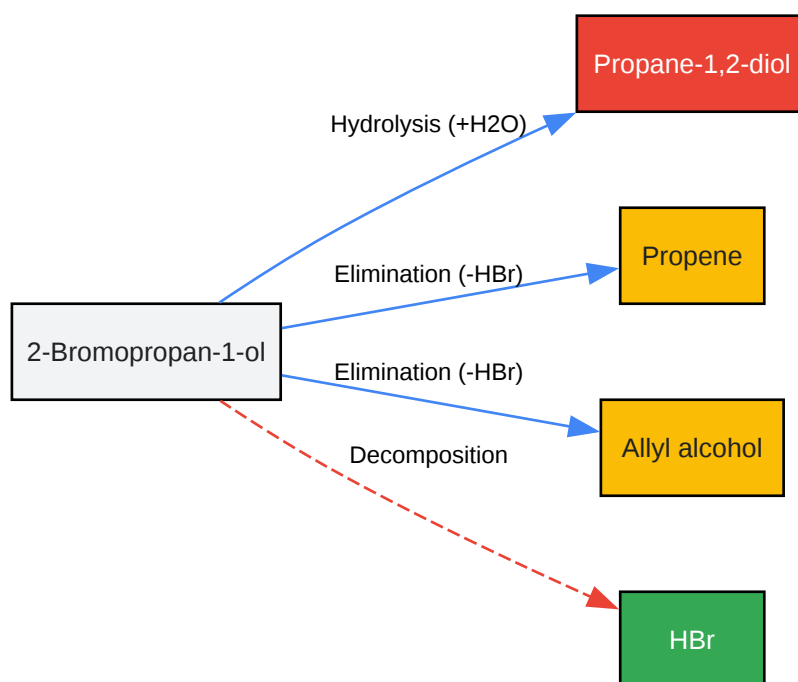 Propane-1,2-diol
Hydrolysis (+H2O)
Propene
Elimination (-HBr)
2-Bromopropan-1-ol
Elimination (-HBr)
Allyl alcohol
Decomposition
HBr